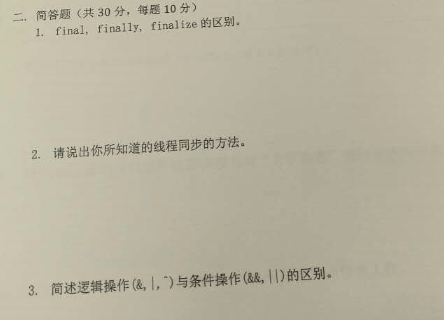 二. 简答题（共 30 分，每题 10 分）
1. final, finally, finalize 的区别。
2. 请说出你所知道的线程同步的方法。
3. 简述逻辑操作(&,|,^)与条件操作(&&,||)的区别。